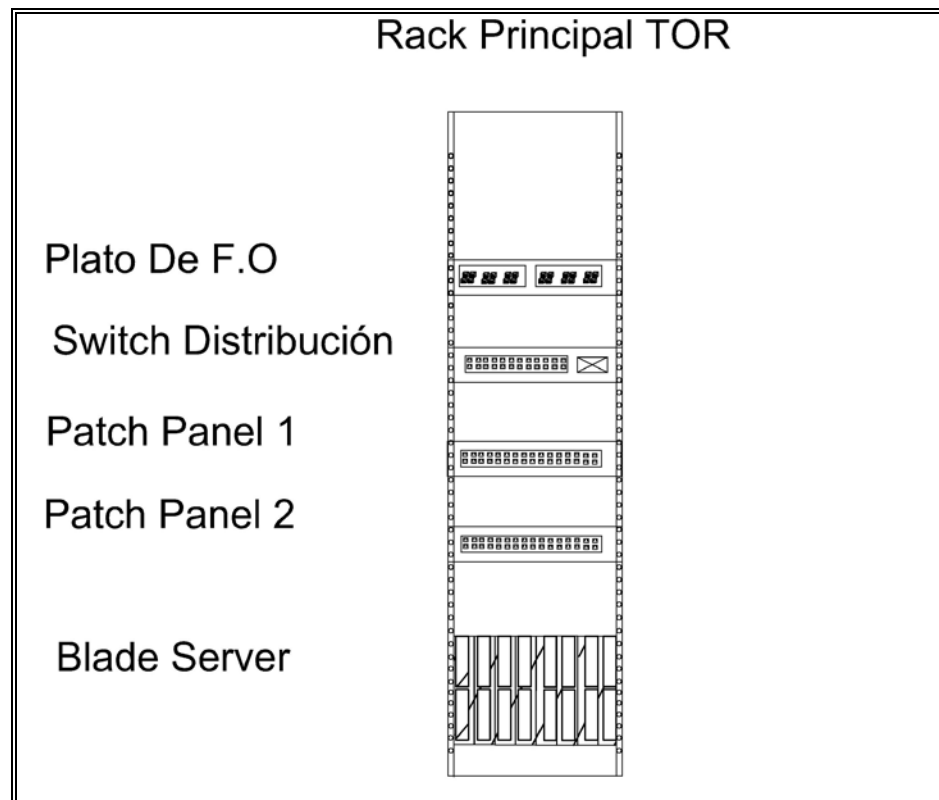 Rack Principal TOR
Plato De F.O
Switch Distribución
Patch Panel 1
Patch Panel 2
Blade Server